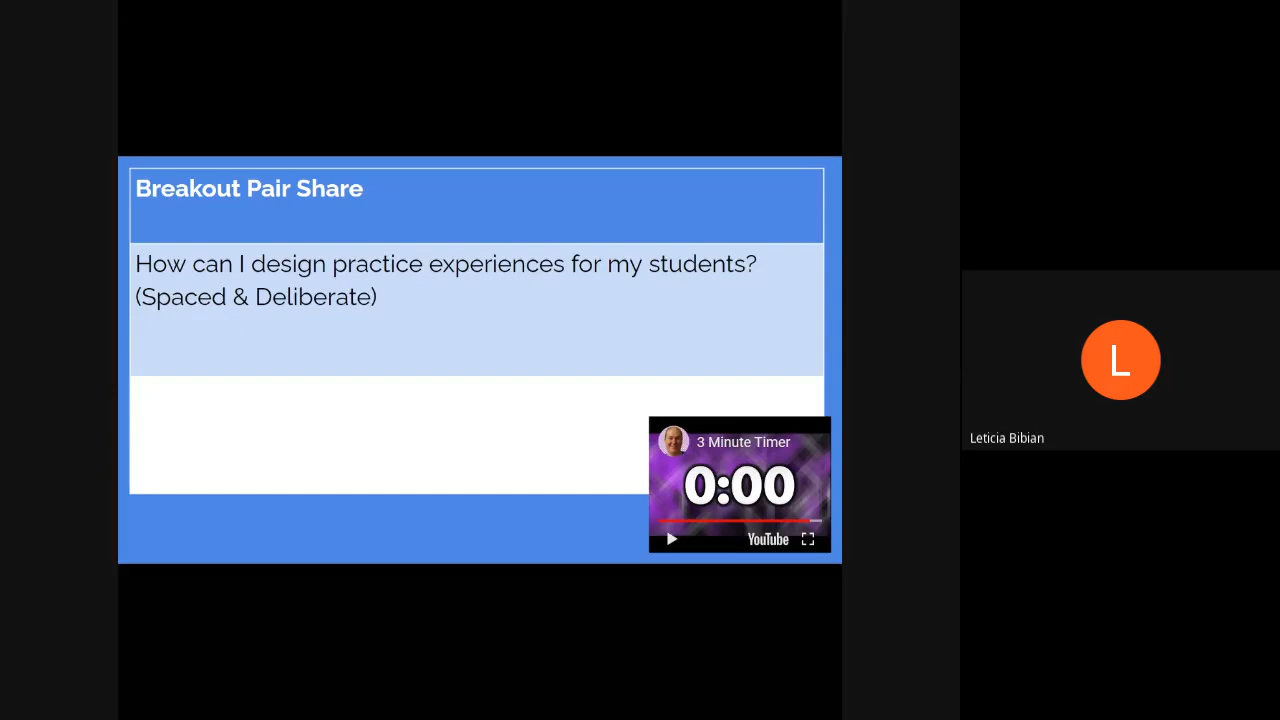 Breakout Pair Share
How can I design practice experiences for my students?
(Spaced & Deliberate)
3 Minute Timer
0:00
YouTube
L
Leticia Bibian